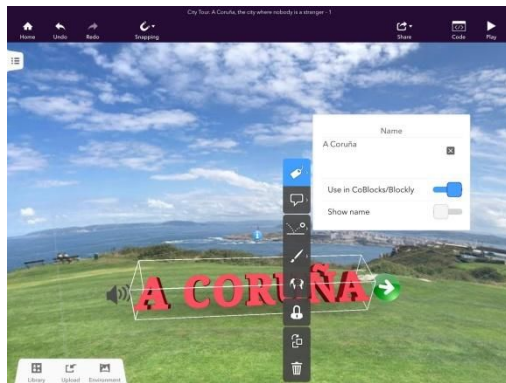 City Tour: A Coruña, the city where nobody is a stranger - 1
Home Undo Redo Snapping Share Code Play
Name
A Coruña
Use in CoBlocks/Blockly
Show name
A CORUÑA
Library Upload Environment